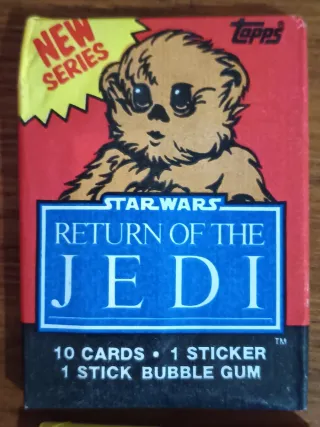 NEW
SERIES
Topps
STAR WARS
RETURN OF THE
JEDI
TM
10 CARDS • 1 STICKER
1 STICK BUBBLE GUM